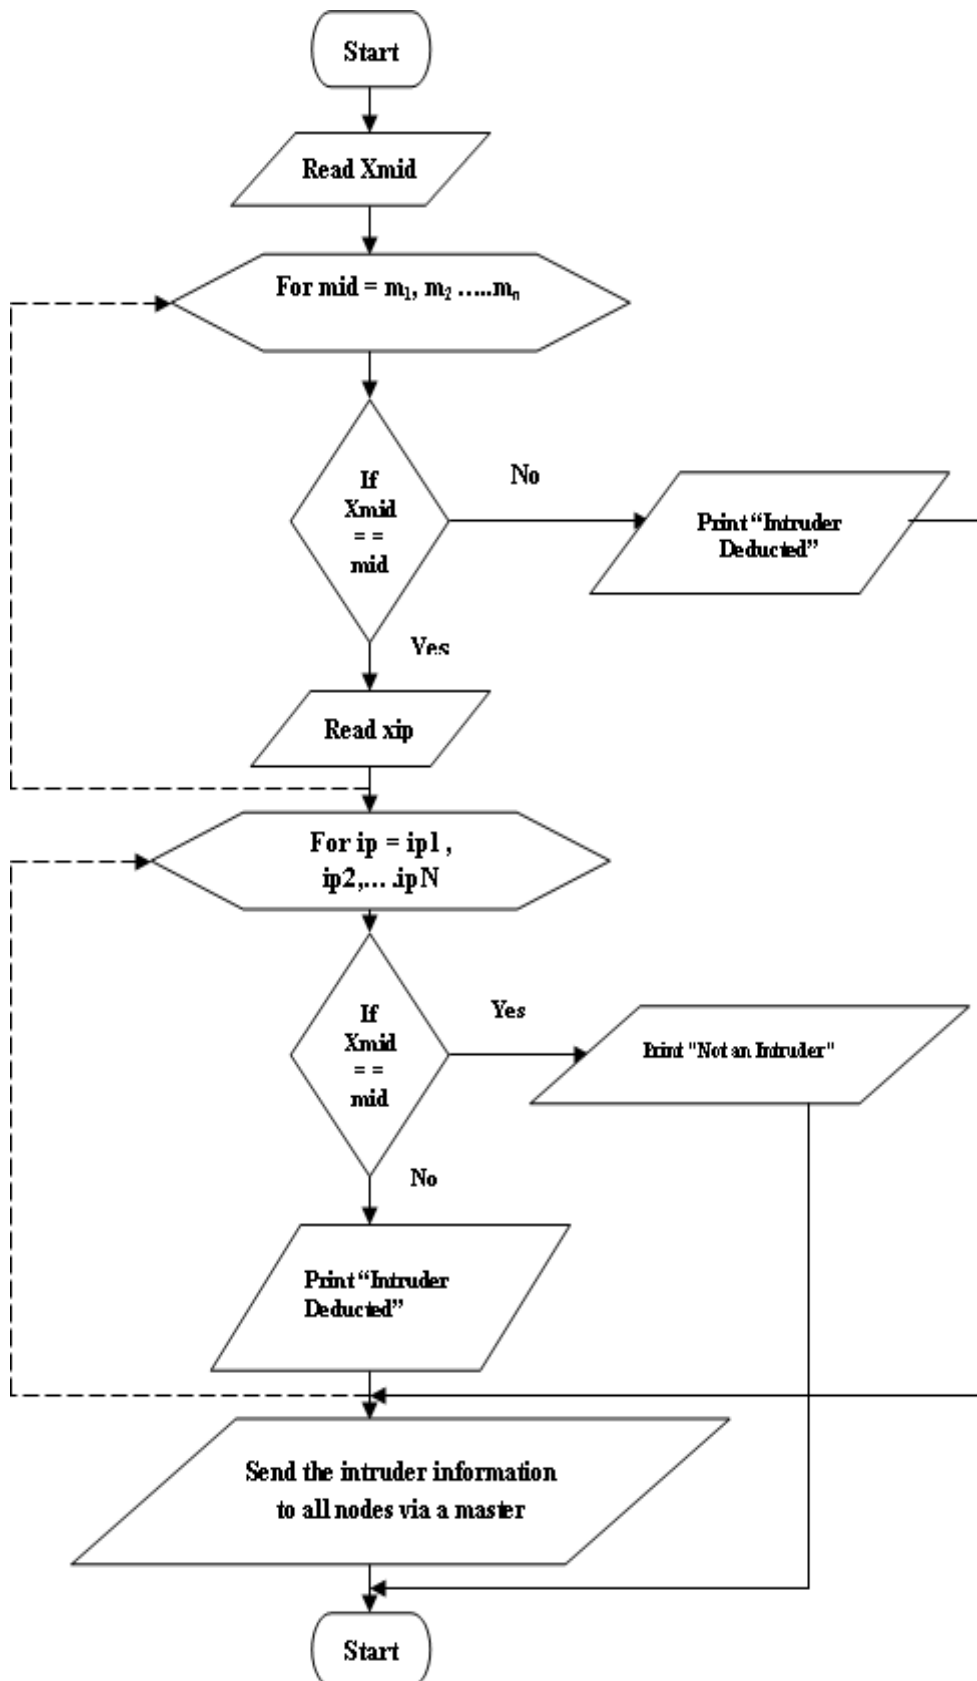 Start
Read Xmid
For mid = m₁, m₂ .....mₙ
If
Xmid
= =
mid
No
Print “Intruder
Deducted”
Yes
Read xip
For ip = ip1 ,
ip2,... .ipN
If
Xmid
= =
mid
Yes
Print "Not an Intruder"
No
Print “Intruder
Deducted”
Send the intruder information
to all nodes via a master
Start